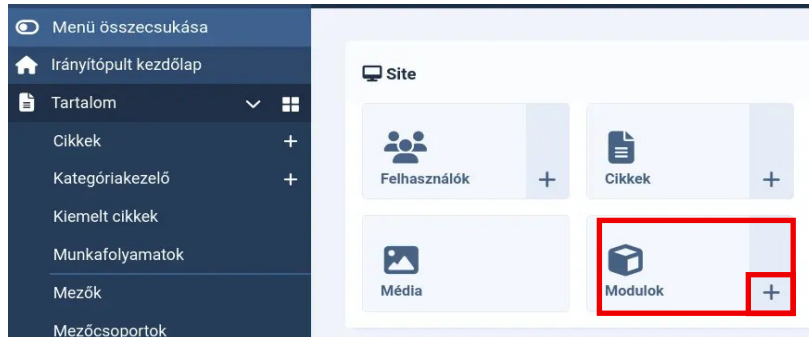 Menü összecsukása
Irányítópult kezdőlap
Tartalom
Cikkek
Kategóriakezelő
Kiemelt cikkek
Munkafolyamatok
Mezők
Mezőcsoportok
Site
Felhasználók
Cikkek
Média
Modulok